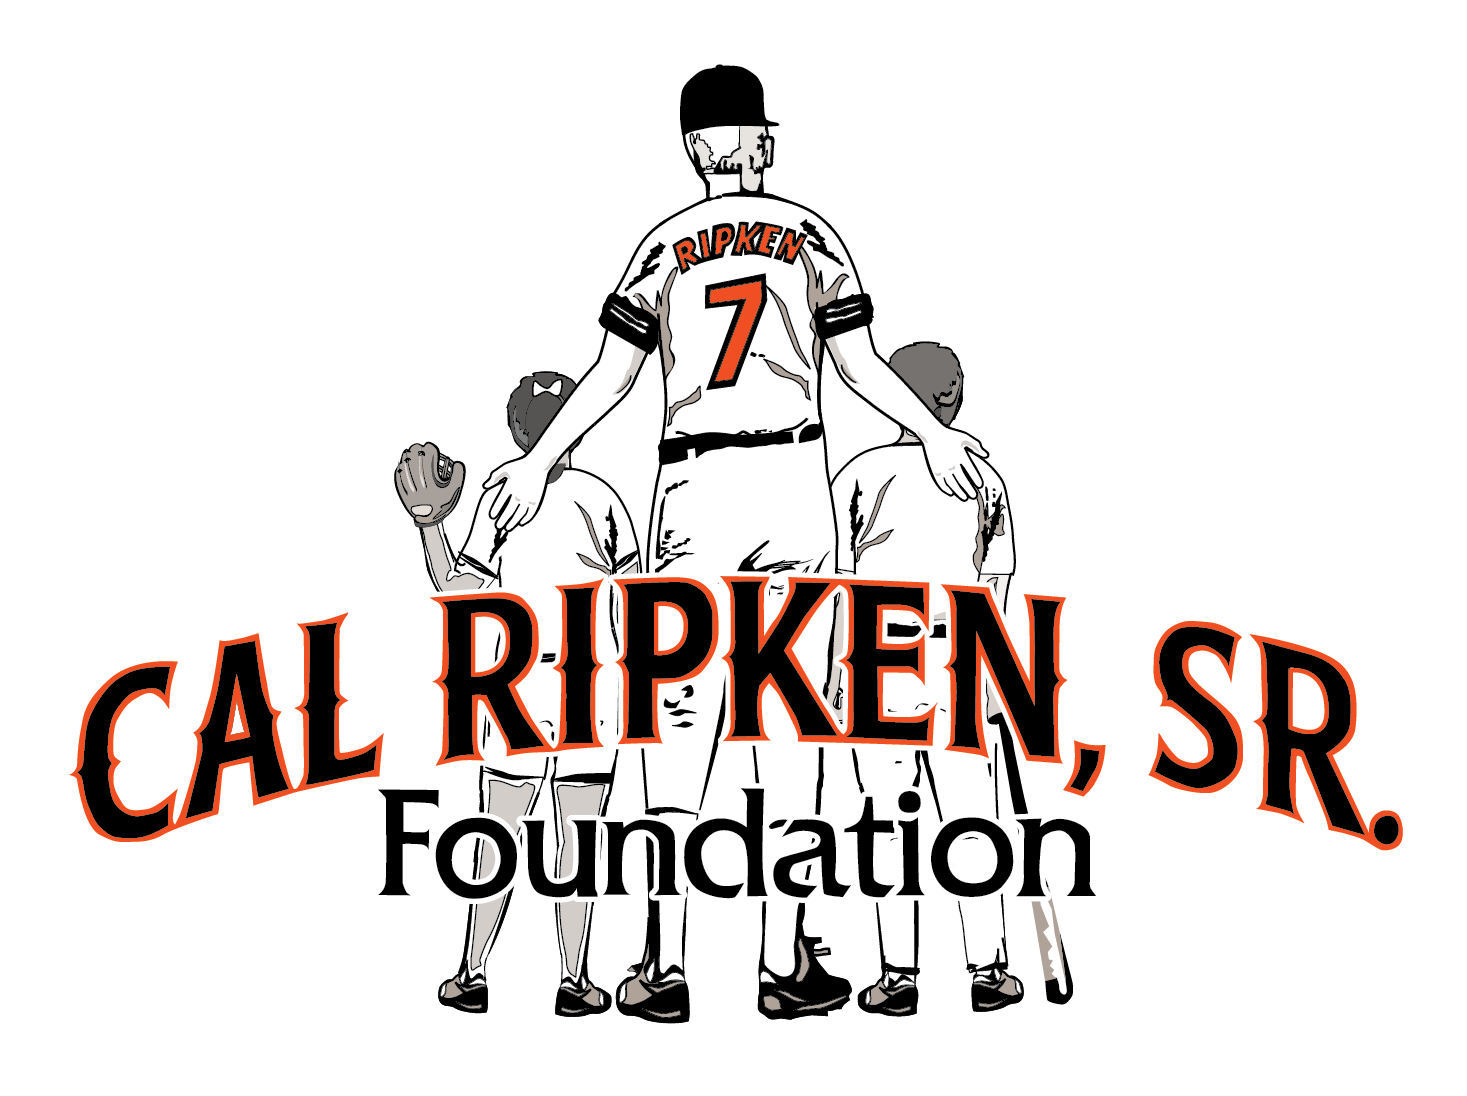 RIPKEN
7
CAL RIPKEN, SR.
Foundation